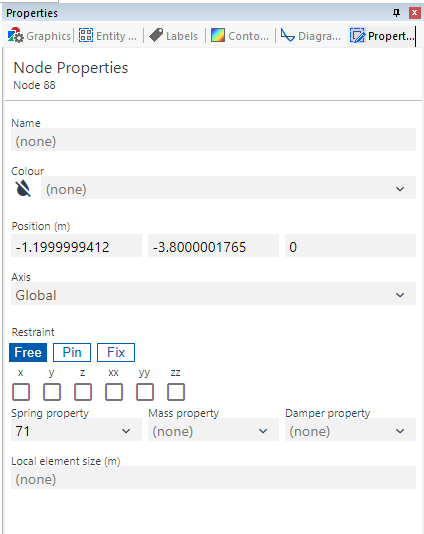 Properties
Graphics Entity ... Labels Conto... Diagra... Propert...
Node Properties
Node 88
Name
(none)
Colour
(none)
Position (m)
-1.1999999412 -3.8000001765 0
Axis
Global
Restraint
Free Pin Fix
x y z xx yy zz
Spring property Mass property Damper property
71 (none) (none)
Local element size (m)
(none)